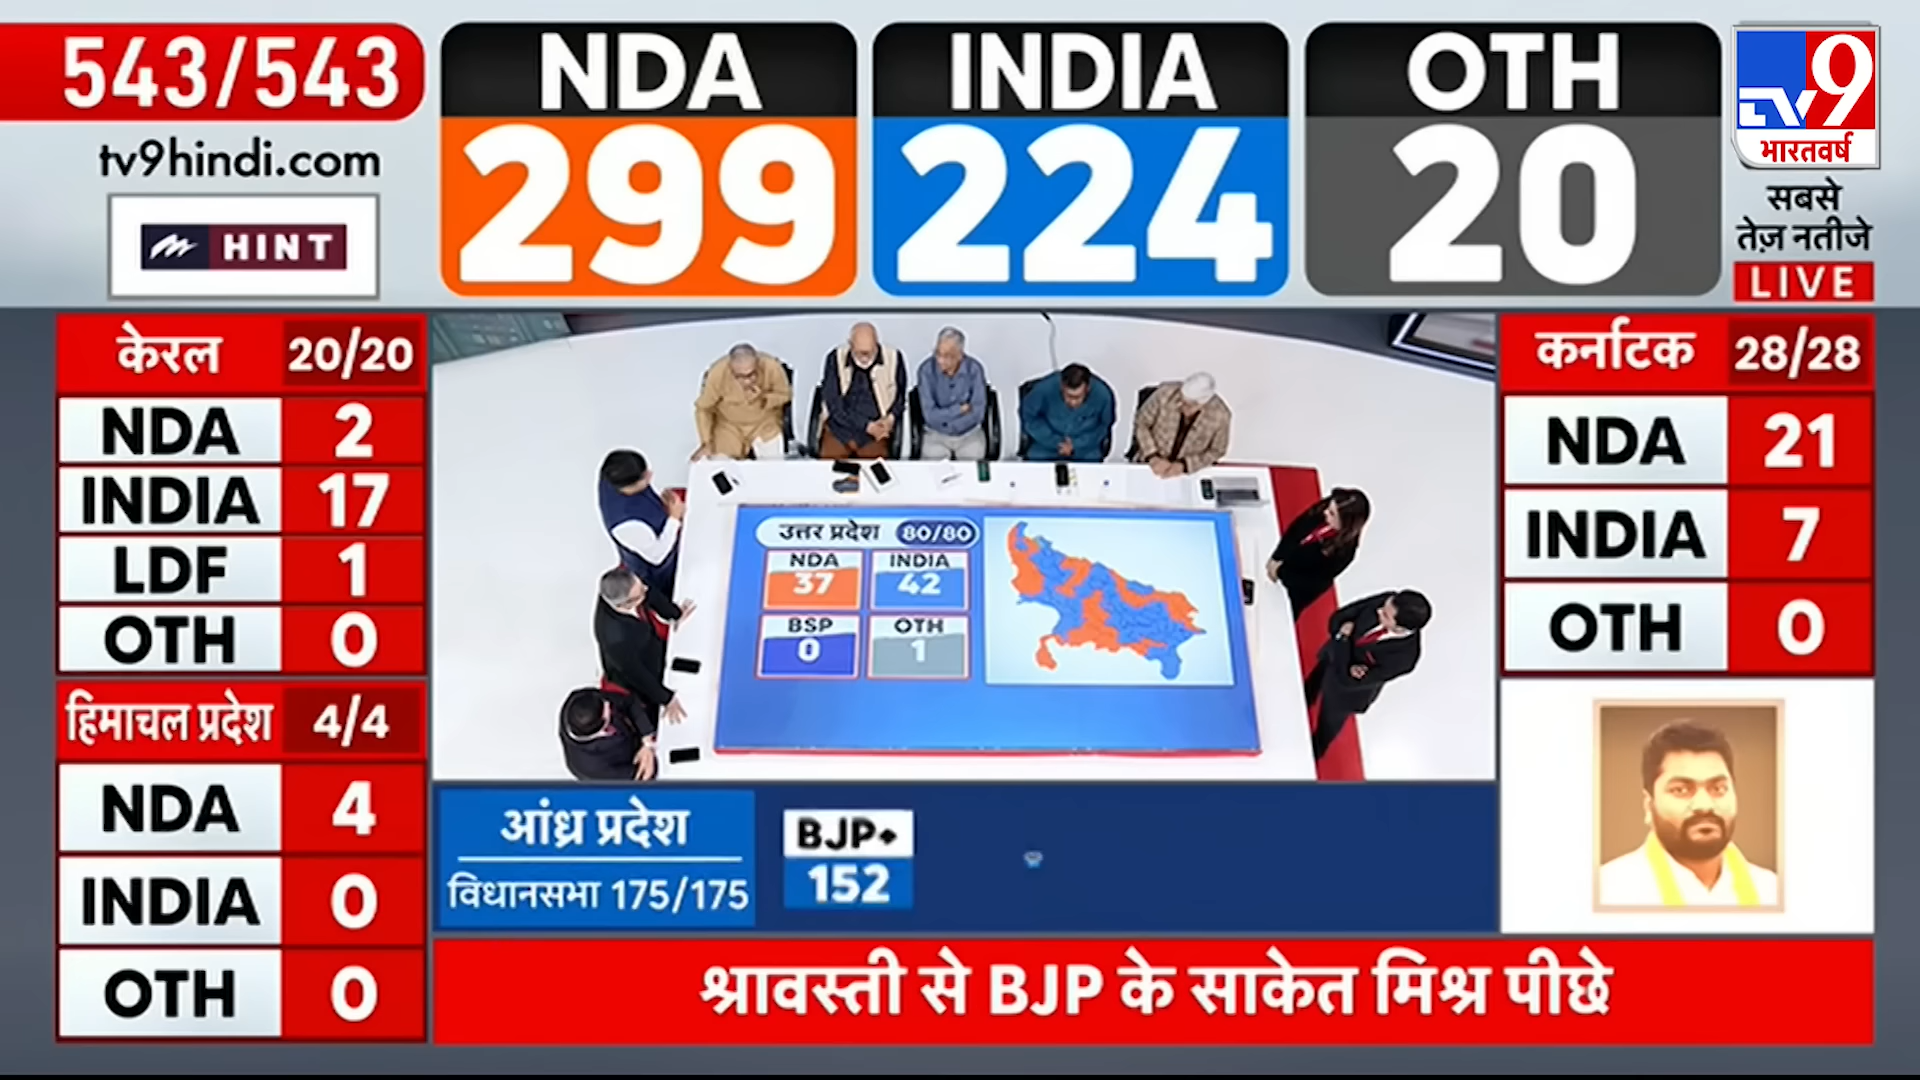 543/543
tv9hindi.com
HINT
NDA
299
INDIA
224
OTH
20
TV9
भारतवर्ष
सबसे
तेज़ नतीजे
LIVE
केरल 20/20
NDA 2
INDIA 17
LDF 1
OTH 0
हिमाचल प्रदेश 4/4
NDA 4
INDIA 0
OTH 0
उत्तर प्रदेश 80/80
NDA INDIA
37 42
BSP OTH
0 1
कर्नाटक 28/28
NDA 21
INDIA 7
OTH 0
आंध्र प्रदेश
विधानसभा 175/175
BJP+
152
श्रावस्ती से BJP के साकेत मिश्र पीछे